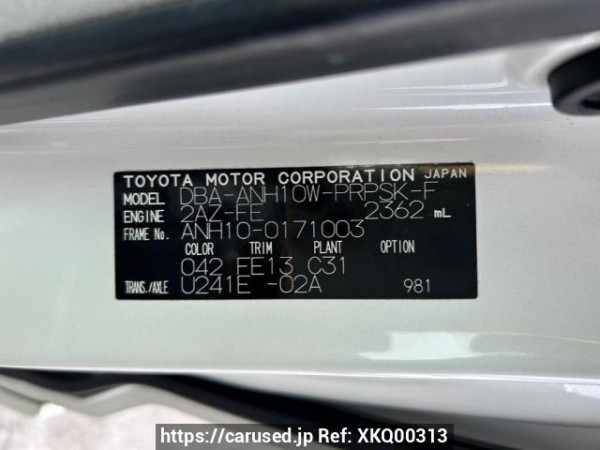 TOYOTA MOTOR CORPORATION JAPAN
MODEL DBA-ANH10W-PRPSK-F
ENGINE 2AZ-FE 2362 mL
FRAME No. ANH10-0171003
COLOR TRIM PLANT OPTION
042 FE13 C31
TRANS./AXLE U241E -02A 981
https://carused.jp Ref: XKQ00313